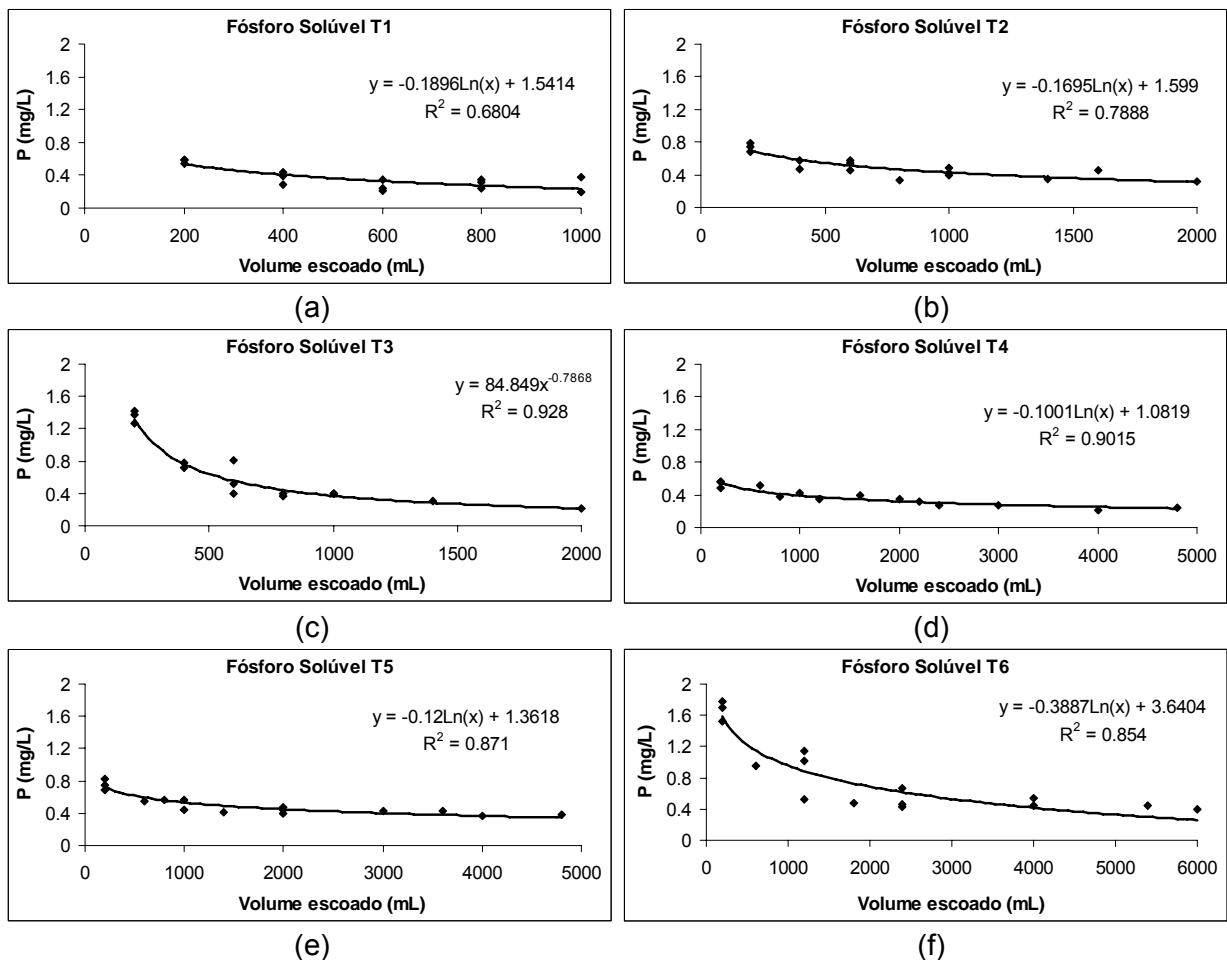 Fósforo Solúvel T1
y = -0.1896Ln(x) + 1.5414
R² = 0.6804
P (mg/L)
2
1.6
1.2
0.8
0.4
0
0 200 400 600 800 1000
Volume escoado (mL)
(a)
Fósforo Solúvel T2
y = -0.1695Ln(x) + 1.599
R² = 0.7888
P (mg/L)
2
1.6
1.2
0.8
0.4
0
0 500 1000 1500 2000
Volume escoado (mL)
(b)
Fósforo Solúvel T3
y = 84.849x^-0.7868
R² = 0.928
P (mg/L)
2
1.6
1.2
0.8
0.4
0
0 500 1000 1500 2000
Volume escoado (mL)
(c)
Fósforo Solúvel T4
y = -0.1001Ln(x) + 1.0819
R² = 0.9015
P (mg/L)
2
1.6
1.2
0.8
0.4
0
0 1000 2000 3000 4000 5000
Volume escoado (mL)
(d)
Fósforo Solúvel T5
y = -0.12Ln(x) + 1.3618
R² = 0.871
P (mg/L)
2
1.6
1.2
0.8
0.4
0
0 1000 2000 3000 4000 5000
Volume escoado (mL)
(e)
Fósforo Solúvel T6
y = -0.3887Ln(x) + 3.6404
R² = 0.854
P (mg/L)
2
1.6
1.2
0.8
0.4
0
0 1000 2000 3000 4000 5000 6000
Volume escoado (mL)
(f)